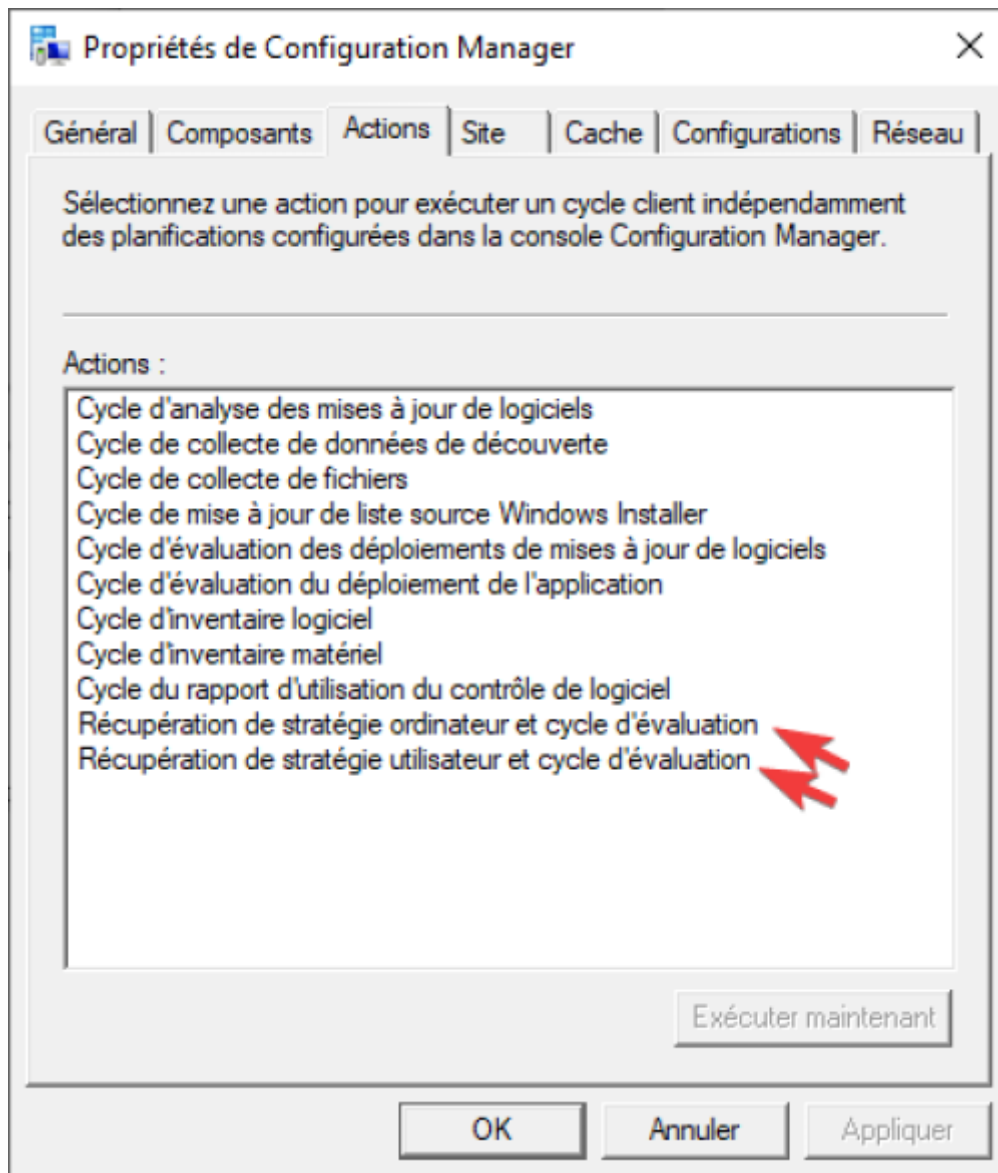 Propriétés de Configuration Manager
Général
Composants
Actions
Site
Cache
Configurations
Réseau
Sélectionnez une action pour exécuter un cycle client indépendamment
des planifications configurées dans la console Configuration Manager.
Actions :
Cycle d'analyse des mises à jour de logiciels
Cycle de collecte de données de découverte
Cycle de collecte de fichiers
Cycle de mise à jour de liste source Windows Installer
Cycle d'évaluation des déploiements de mises à jour de logiciels
Cycle d'évaluation du déploiement de l'application
Cycle d'inventaire logiciel
Cycle d'inventaire matériel
Cycle du rapport d'utilisation du contrôle de logiciel
Récupération de stratégie ordinateur et cycle d'évaluation
Récupération de stratégie utilisateur et cycle d'évaluation
Exécuter maintenant
OK
Annuler
Appliquer